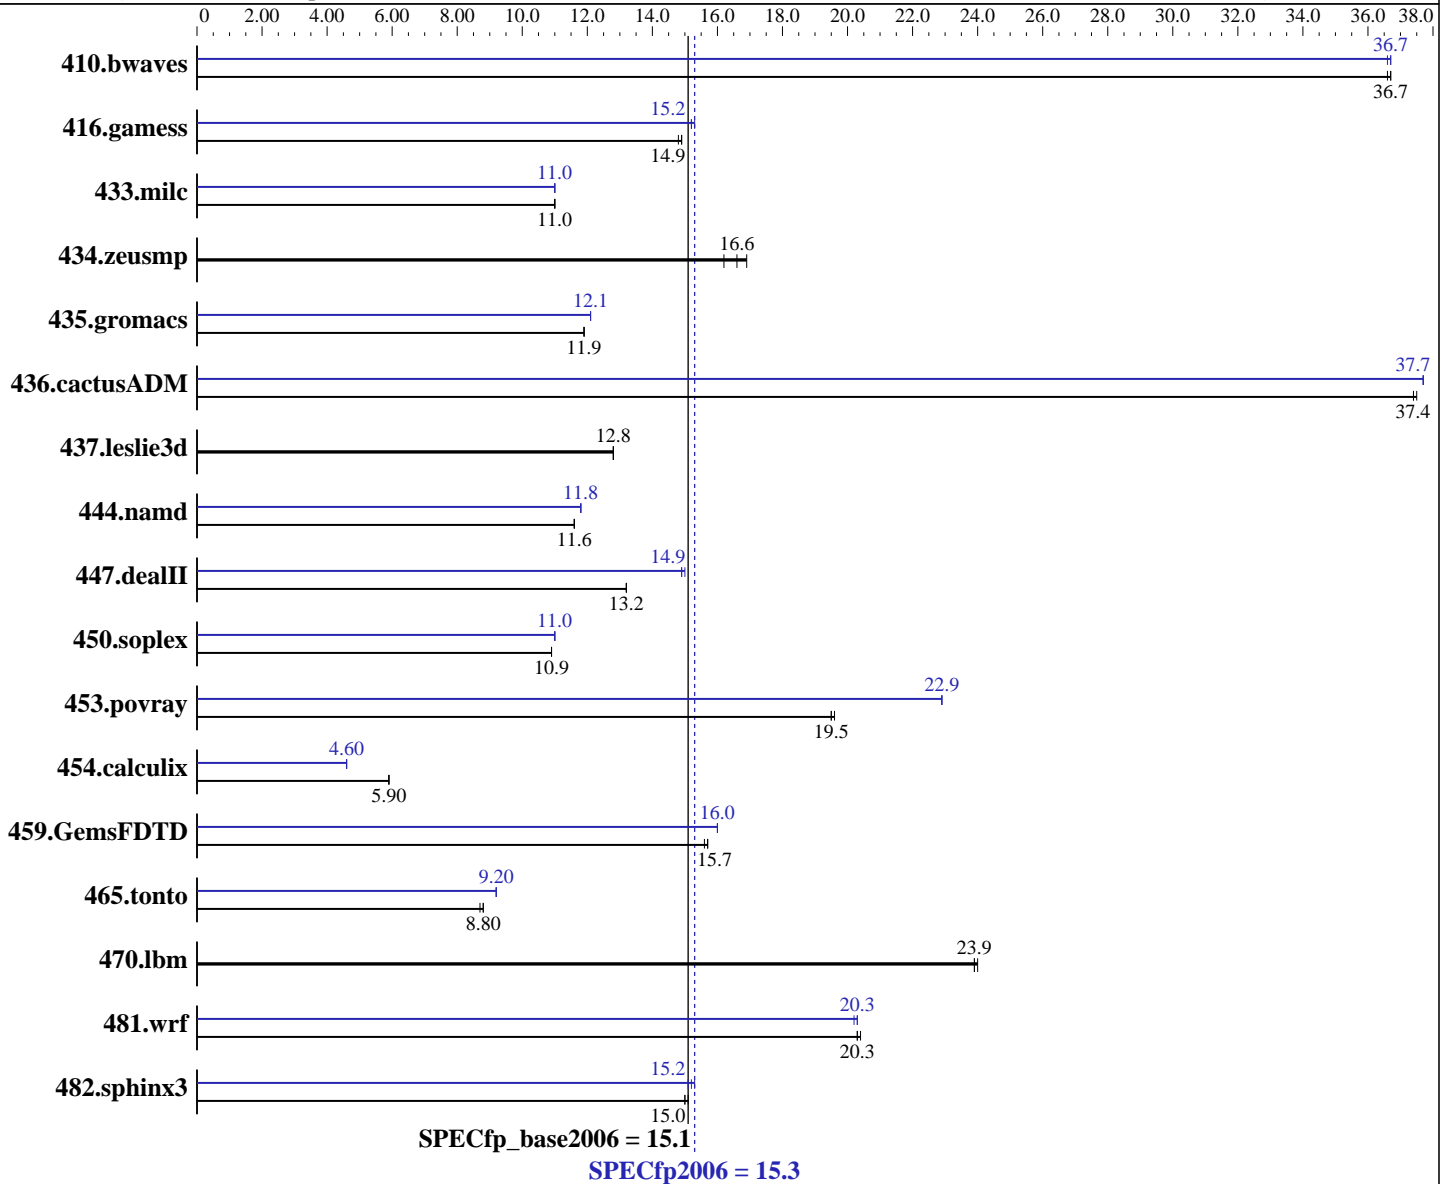 0 2.00 4.00 6.00 8.00 10.0 12.0 14.0 16.0 18.0 20.0 22.0 24.0 26.0 28.0 30.0 32.0 34.0 36.0 38.0
36.7
410.bwaves
36.7
15.2
416.gamess
14.9
11.0
433.milc
11.0
16.6
434.zeusmp
12.1
435.gromacs
11.9
37.7
436.cactusADM
37.4
12.8
437.leslie3d
11.8
444.namd
11.6
14.9
447.dealII
13.2
11.0
450.soplex
10.9
22.9
453.povray
19.5
4.60
454.calculix
5.90
16.0
459.GemsFDTD
15.7
9.20
465.tonto
8.80
23.9
470.lbm
20.3
481.wrf
20.3
15.2
482.sphinx3
15.0
SPECfp_base2006 = 15.1
SPECfp2006 = 15.3